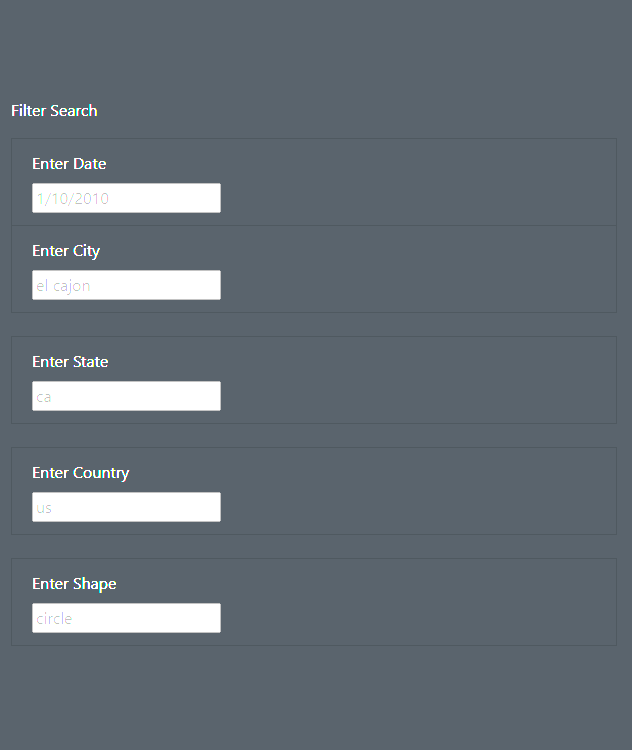 Filter Search
Enter Date
1/10/2010
Enter City
el cajon
Enter State
ca
Enter Country
us
Enter Shape
circle